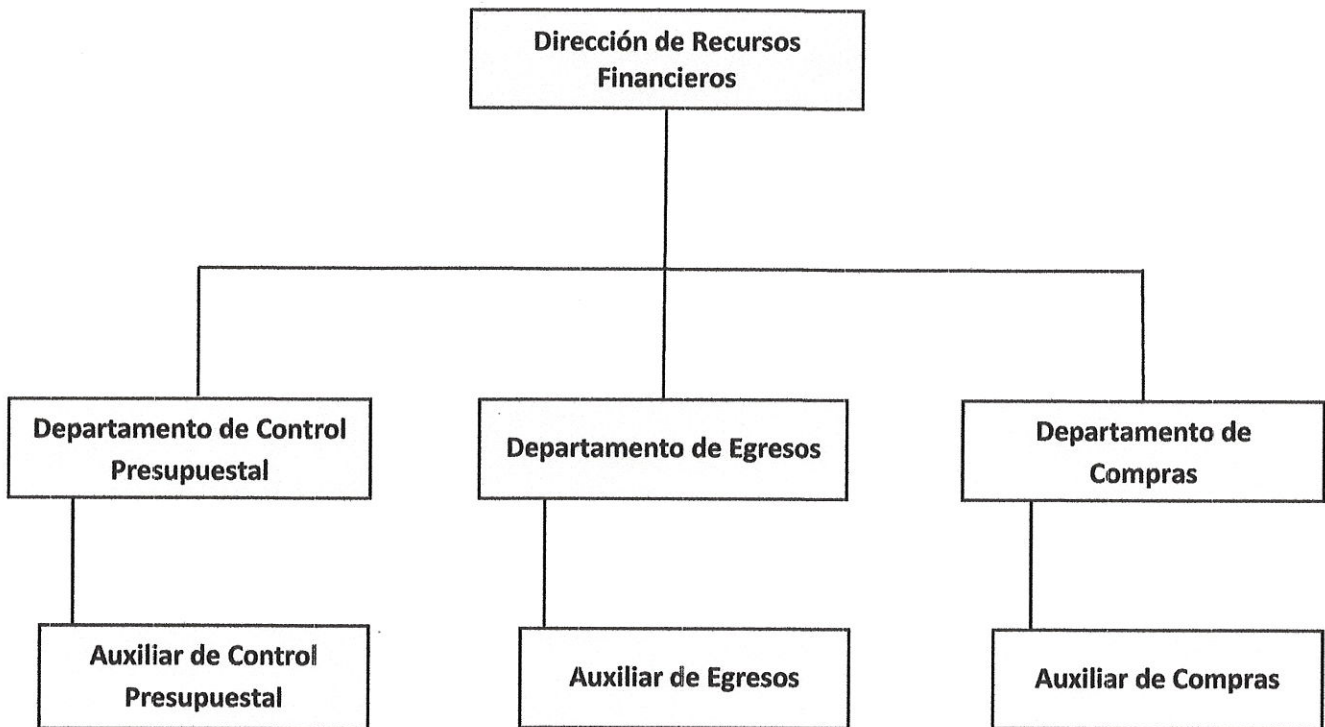 Dirección de Recursos
Financieros
Departamento de Control
Presupuestal
Departamento de Egresos
Departamento de
Compras
Auxiliar de Control
Presupuestal
Auxiliar de Egresos
Auxiliar de Compras